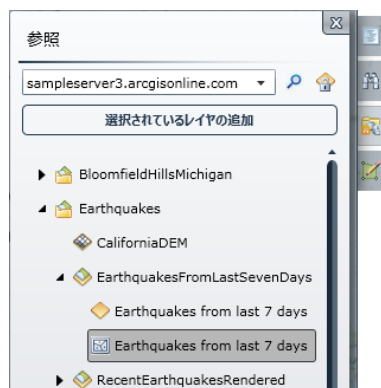 参照
sampleserver3.arcgisonline.com
選択されているレイヤの追加
BloomfieldHillsMichigan
Earthquakes
CaliforniaDEM
EarthquakesFromLastSevenDays
Earthquakes from last 7 days
Earthquakes from last 7 days
RecentEarthquakesRendered